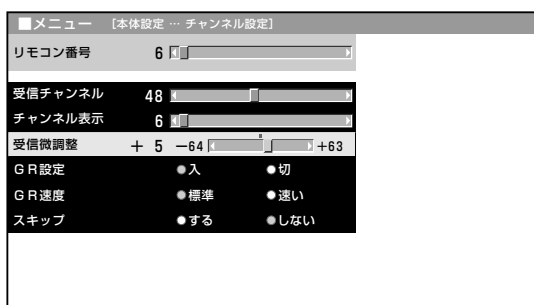 ■メニュー [本体設定 … チャンネル設定]
リモコン番号 6
受信チャンネル 48
チャンネル表示 6
受信微調整 + 5 -64 +63
GR設定 ●入 ●切
GR速度 ●標準 ●速い
スキップ ●する ●しない